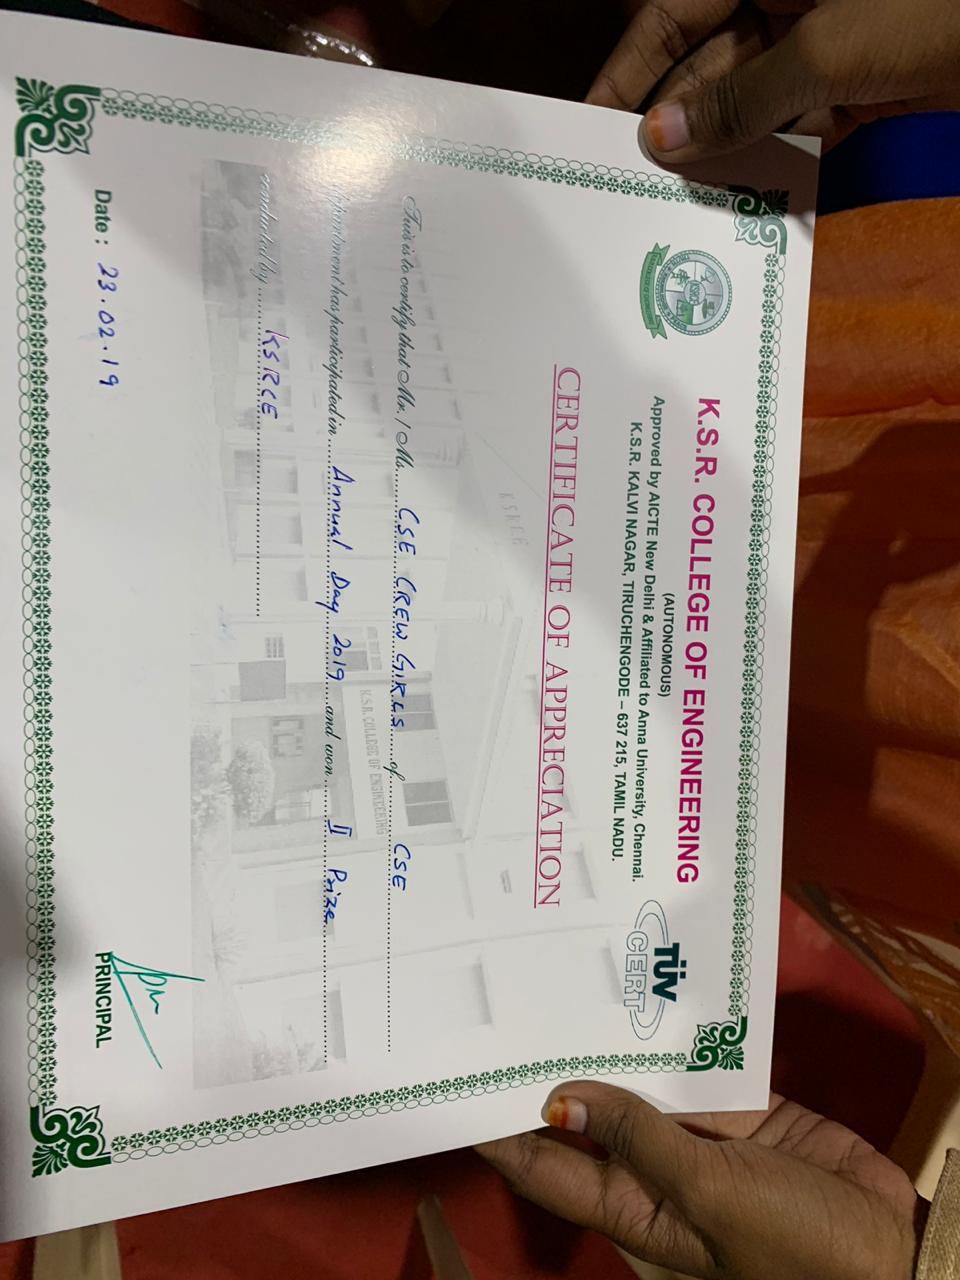 K.S.R. COLLEGE OF ENGINEERING
(AUTONOMOUS)
Approved by AICTE New Delhi & Affiliated to Anna University, Chennai.
K.S.R. KALVI NAGAR, TIRUCHENGODE – 637 215, TAMIL NADU.
KSRCE
K.S.R COLLEGE OF ENGINEERING
TÜV
CERT
CERTIFICATE OF APPRECIATION
K S R C E
This is to certify that Mr. / Ms. CSE CREW GIRLS of CSE
K.S.R. COLLEGE OF ENGINEERING
department has participated in Annual Day 2019 and won II Prize
conducted by KSRCE
Date : 23.02.19
PRINCIPAL